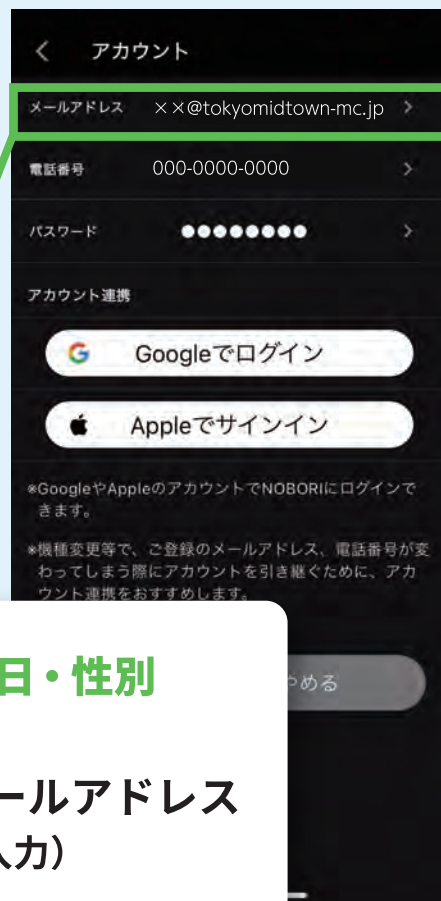 アカウント
メールアドレス ××@tokyomidtown-mc.jp
電話番号 000-0000-0000
パスワード ●●●●●●●●
アカウント連携
Googleでログイン
Appleでサインイン
※GoogleやAppleのアカウントでNOBORIにログインで
きます。
※機種変更等で、ご登録のメールアドレス、電話番号が変
わってしまう際にアカウントを引き継ぐために、アカ
ウント連携をおすすめします。
やめる
日・性別
ールアドレス
入力）